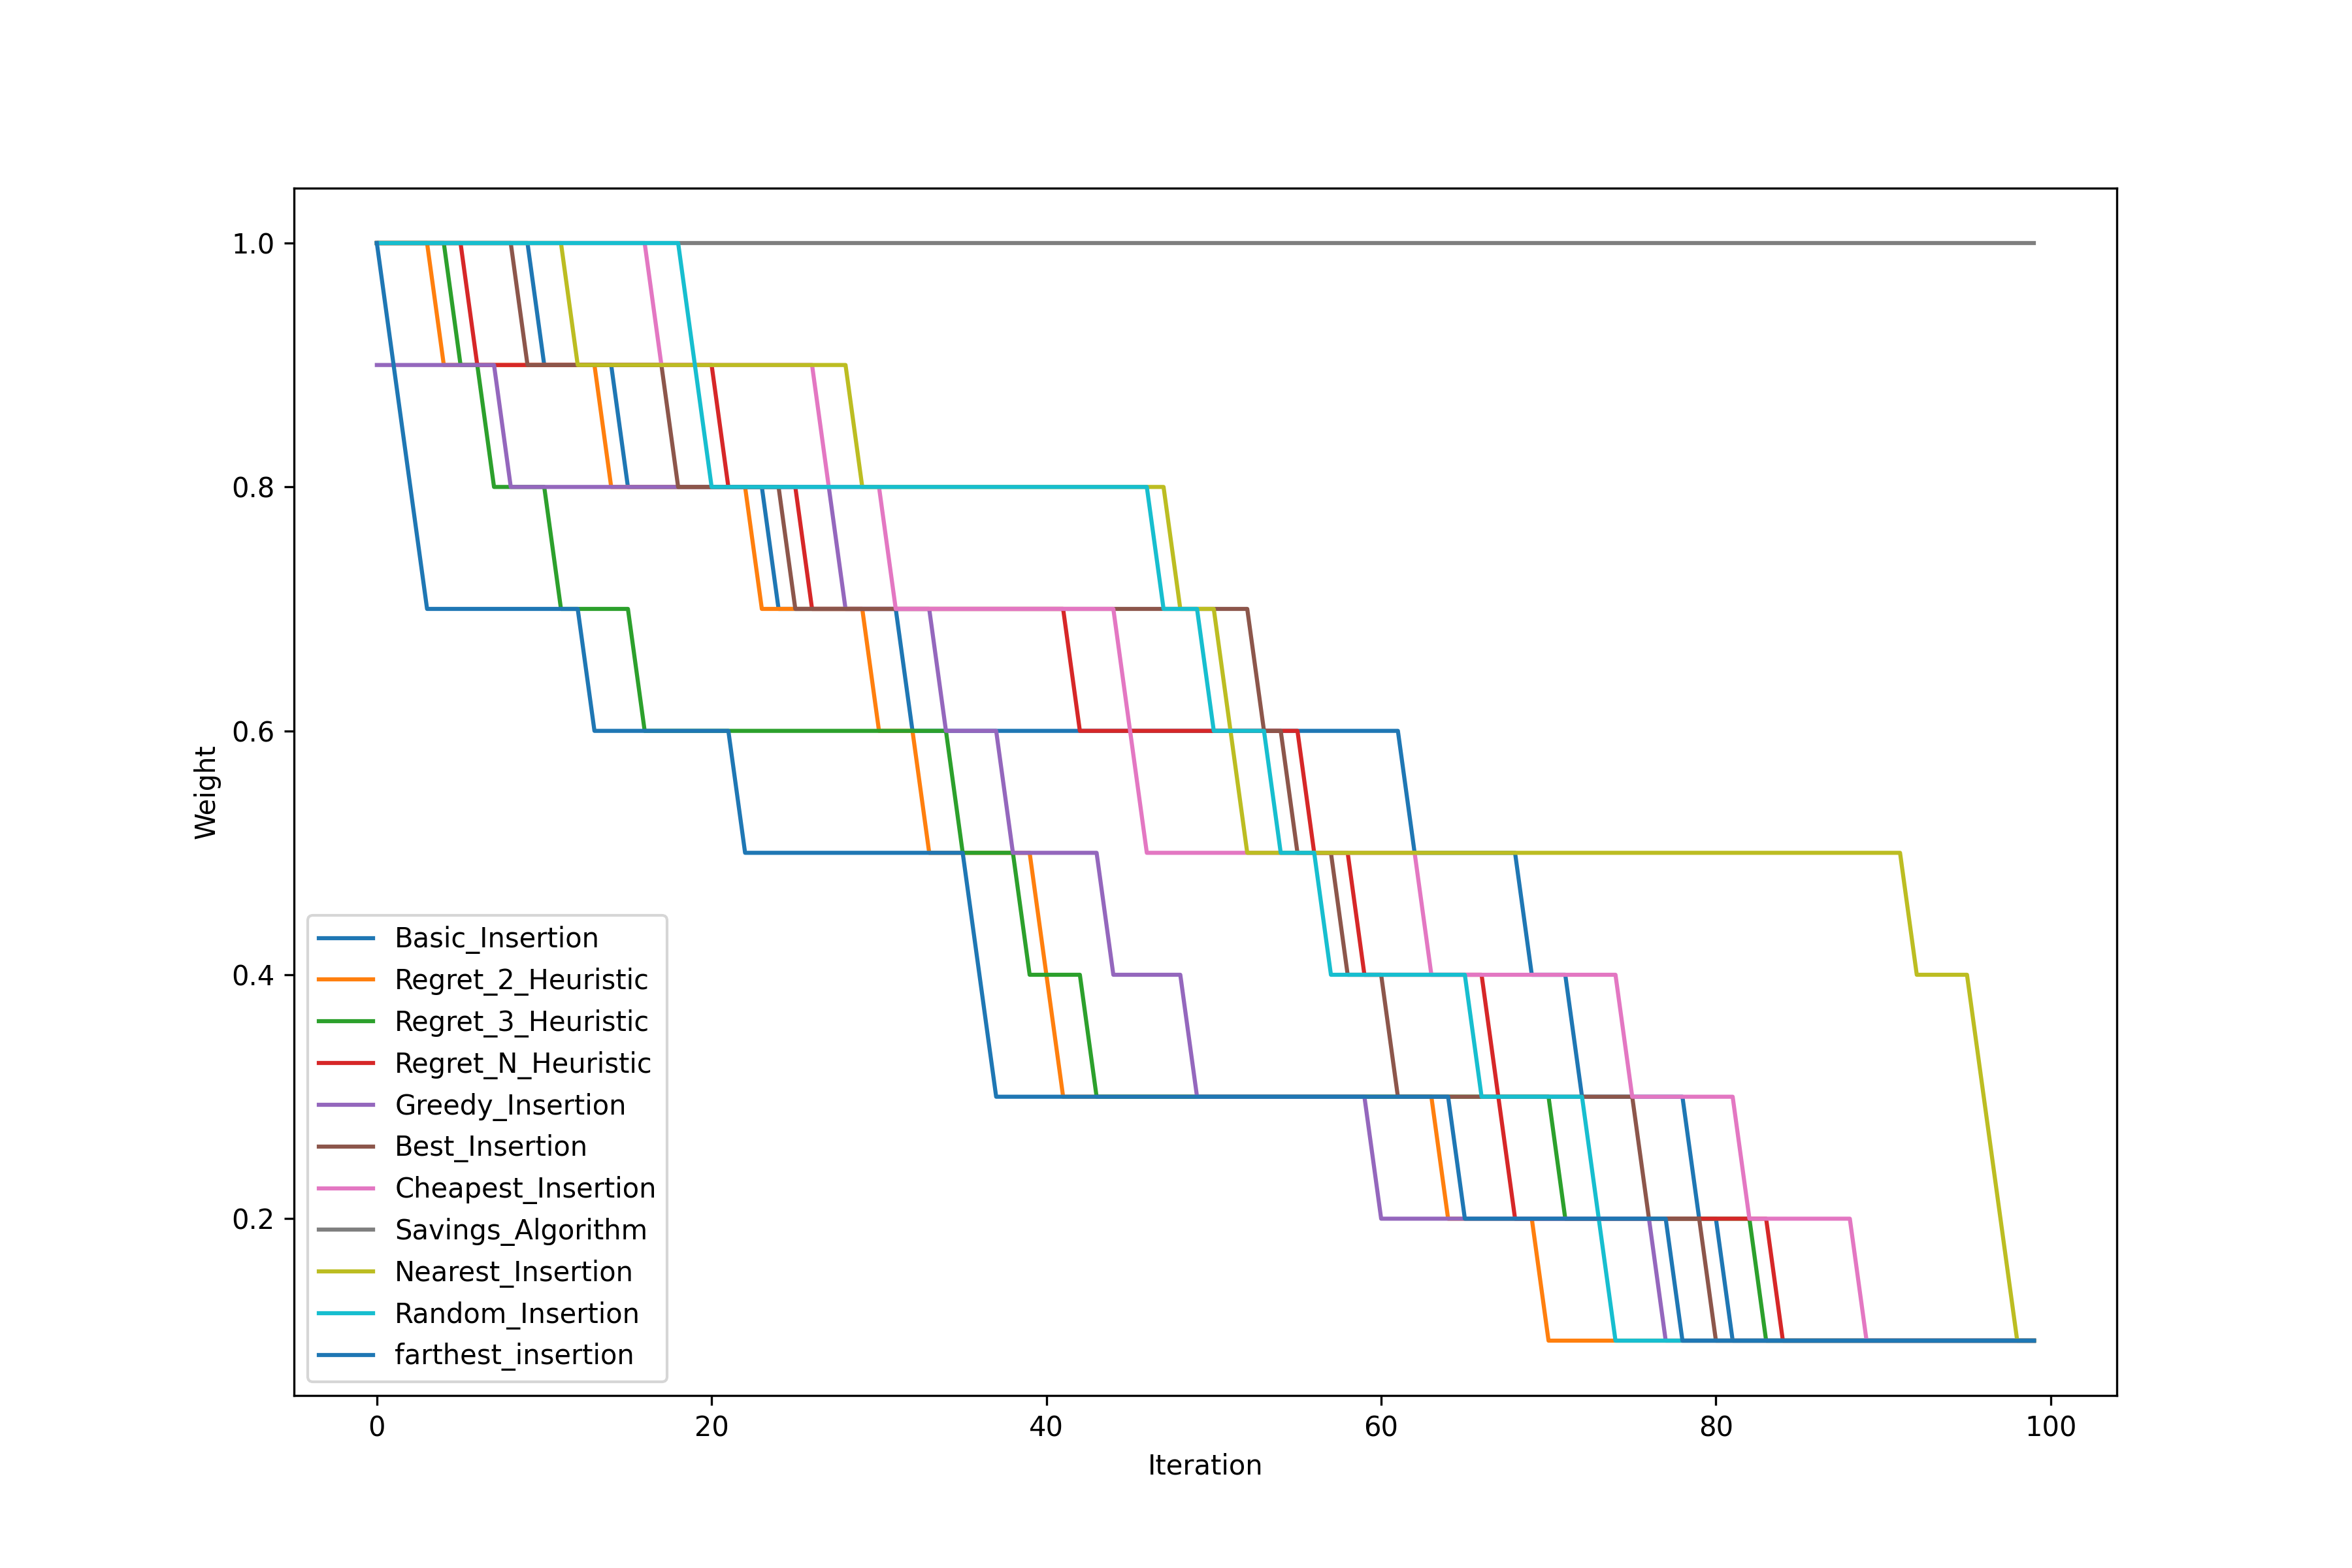 1.0
0.8
0.6
0.4
0.2
Weight
Basic_Insertion
Regret_2_Heuristic
Regret_3_Heuristic
Regret_N_Heuristic
Greedy_Insertion
Best_Insertion
Cheapest_Insertion
Savings_Algorithm
Nearest_Insertion
Random_Insertion
farthest_insertion
0 20 40 60 80 100
Iteration